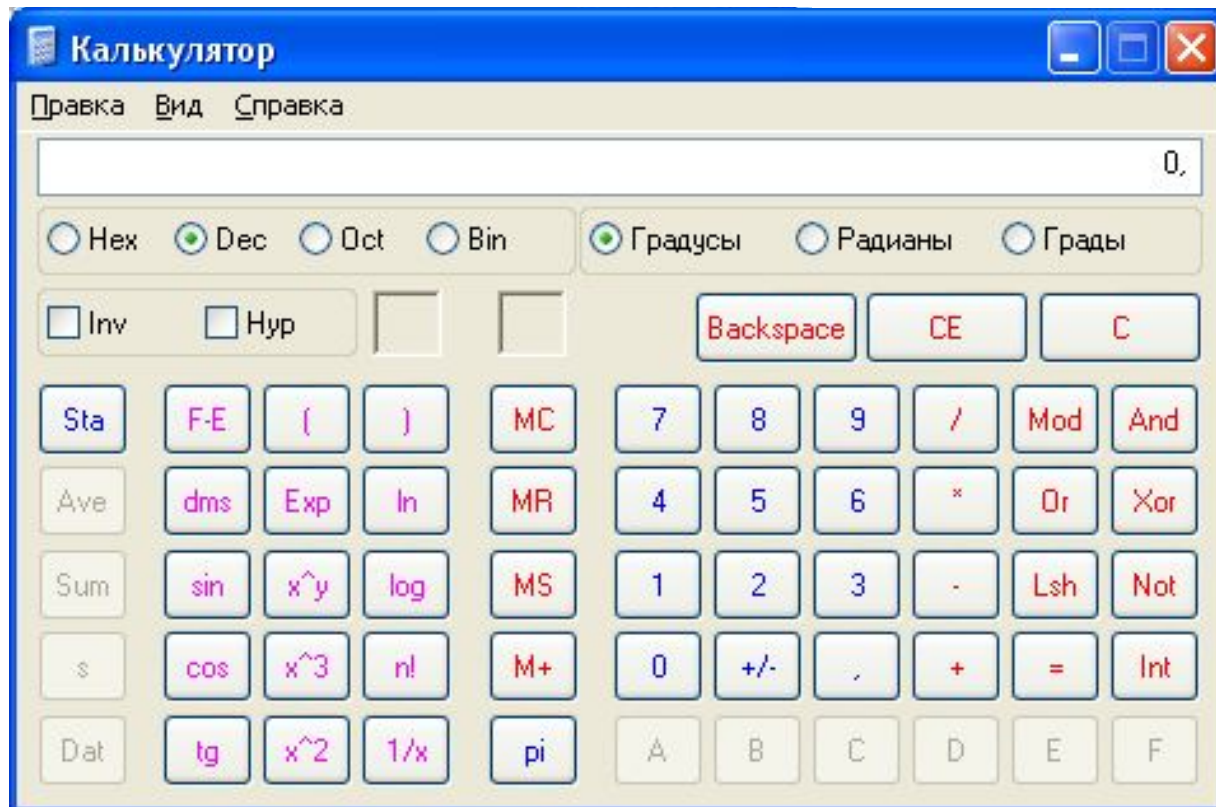 Калькулятор
Правка Вид Справка
0,
Hex Dec Oct Bin Градусы Радианы Грады
Inv Hyp Backspace CE C
Sta F-E ( ) MC 7 8 9 / Mod And
Ave dms Exp ln MR 4 5 6 * Or Xor
Sum sin x^y log MS 1 2 3 - Lsh Not
s cos x^3 n! M+ 0 +/- , + = Int
Dat tg x^2 1/x pi A B C D E F